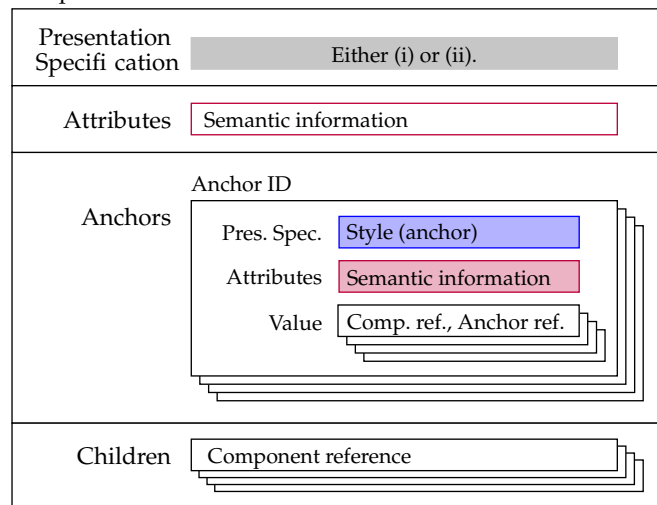 Presentation
Specifi cation
Either (i) or (ii).
Attributes
Semantic information
Anchor ID
Anchors
Pres. Spec.
Style (anchor)
Attributes
Semantic information
Value
Comp. ref., Anchor ref.
Children
Component reference